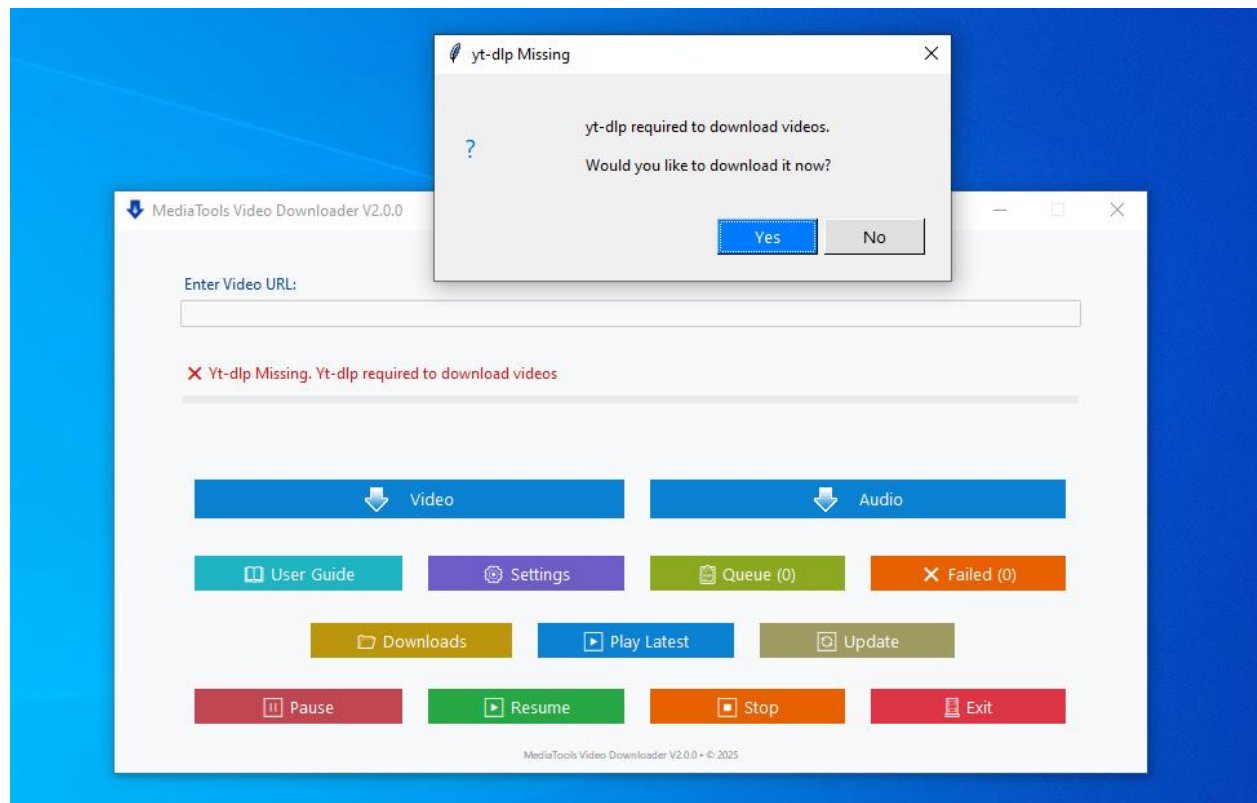 yt-dlp Missing
yt-dlp required to download videos.
?
Would you like to download it now?
Yes No
MediaTools Video Downloader V2.0.0
Enter Video URL:
Yt-dlp Missing. Yt-dlp required to download videos
Video Audio
User Guide Settings Queue (0) Failed (0)
Downloads Play Latest Update
Pause Resume Stop Exit
MediaTools Video Downloader V2.0.0 • © 2025